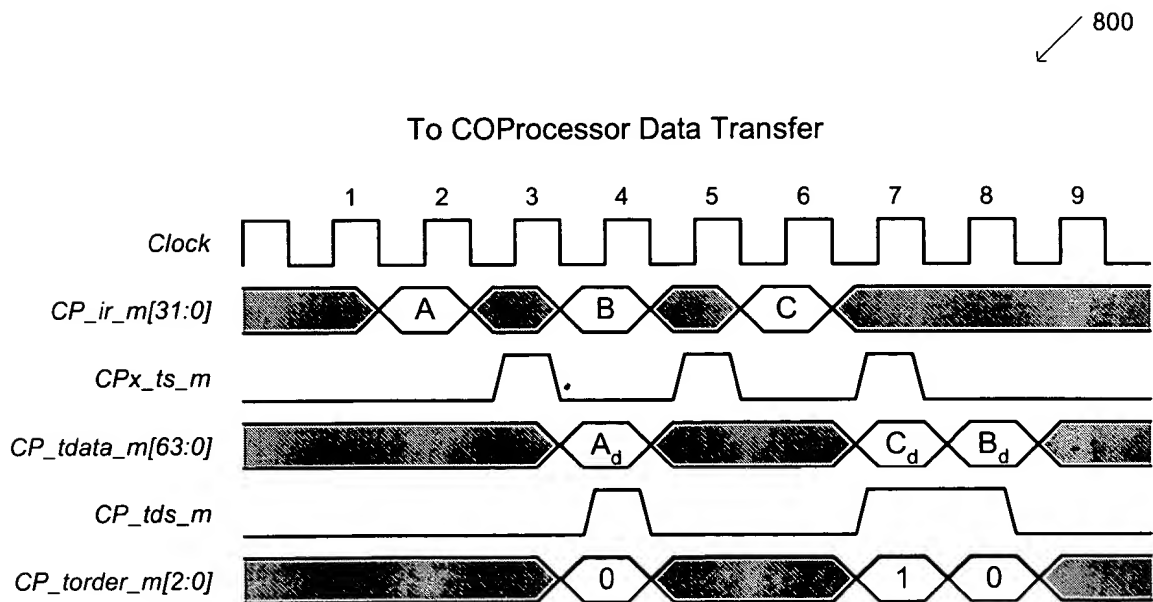 800
To COProcessor Data Transfer
1 2 3 4 5 6 7 8 9
Clock
CP_ir_m[31:0] A B C
CPx_ts_m
CP_tdata_m[63:0] Ad Cd Bd
CP_tds_m
CP_torder_m[2:0] 0 1 0